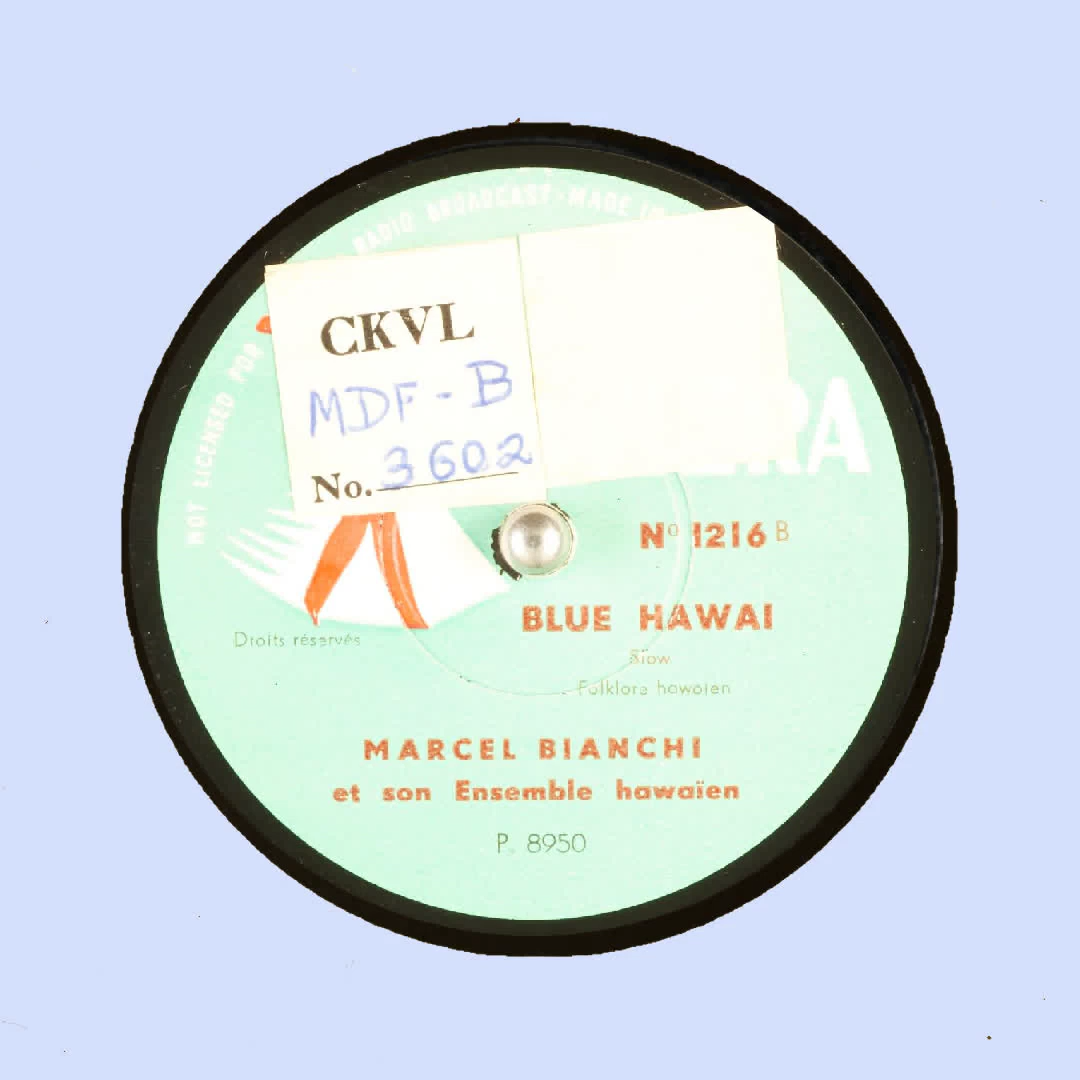 NOT LICENSED FOR RADIO BROADCAST - MADE IN
CKVL
MDF - B
No. 3602
Nº 1216 B
BLUE HAWAI
Slow
Folklore hawaïen
Droits réservés
MARCEL BIANCHI
et son Ensemble hawaïen
P. 8950